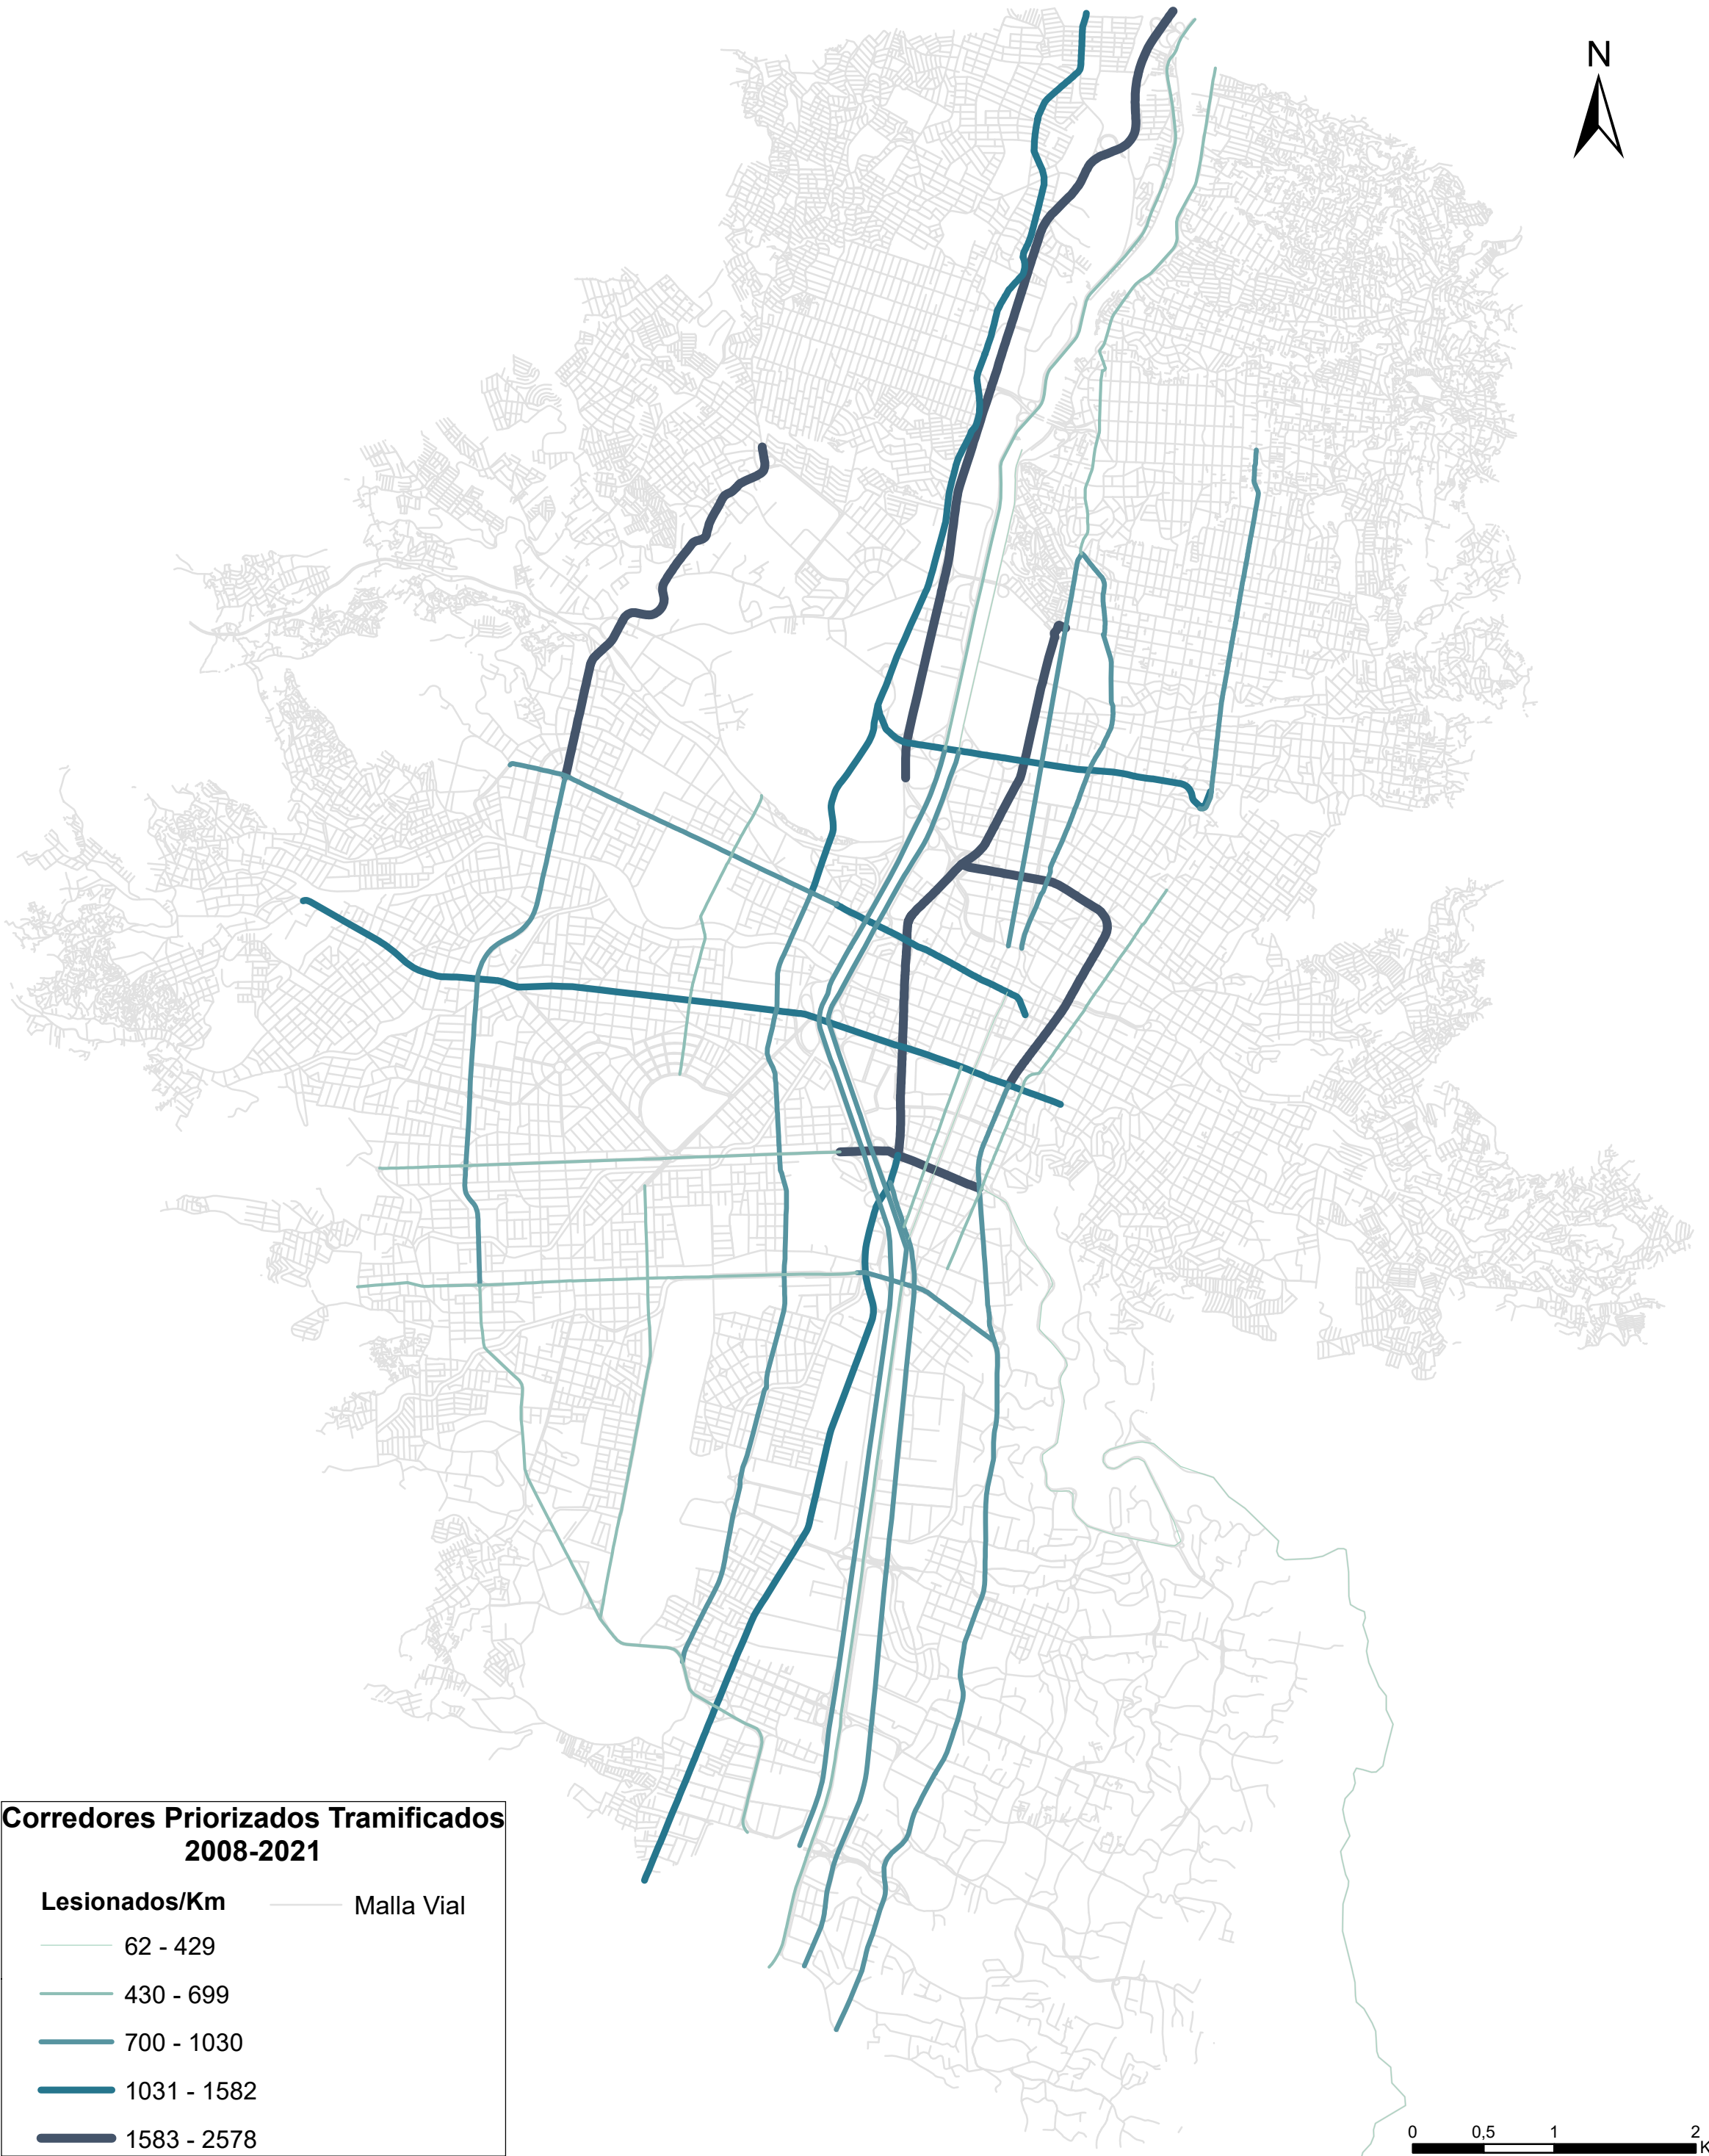 N
Corredores Priorizados Tramificados
2008-2021
Lesionados/Km
Malla Vial
62 - 429
430 - 699
700 - 1030
1031 - 1582
1583 - 2578
0 0,5 1 2
K